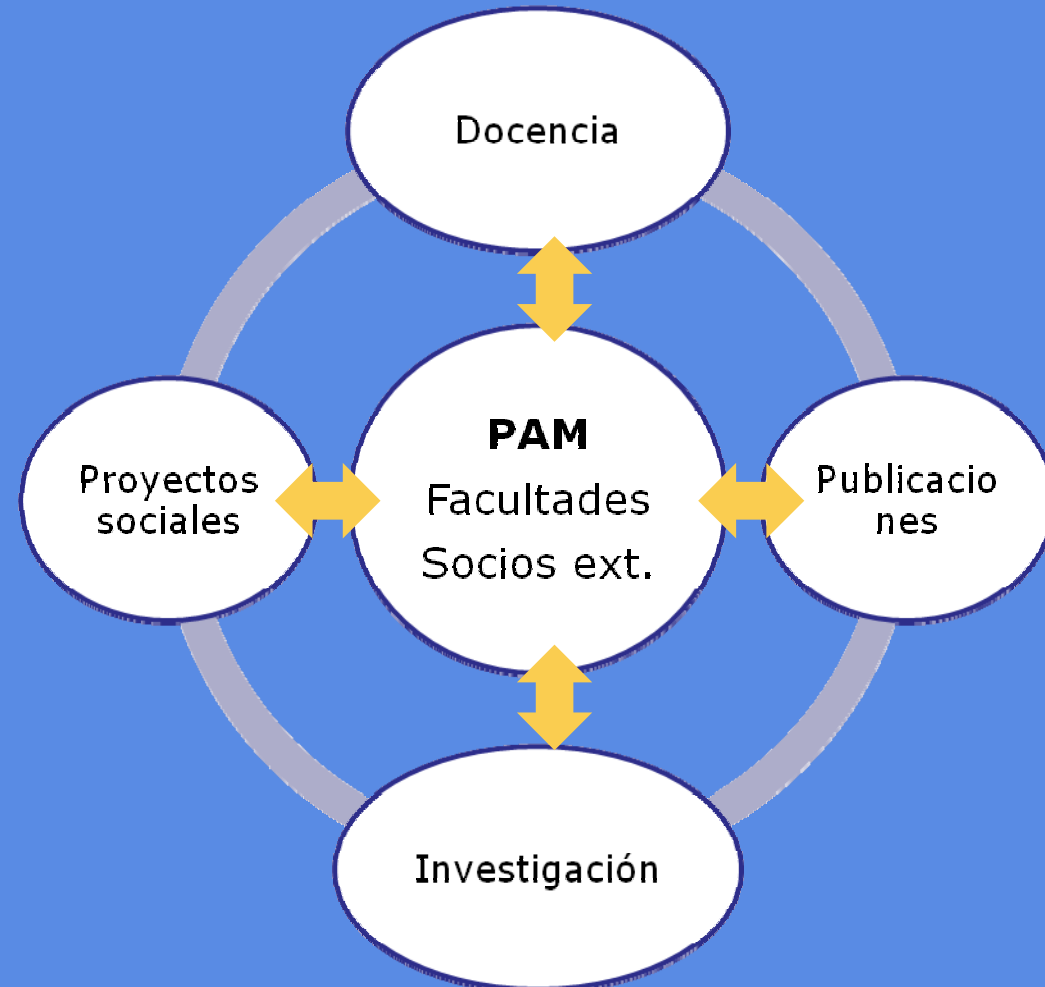 Docencia
PAM
Facultades
Socios ext.
Proyectos
sociales
Publicacio
nes
Investigación